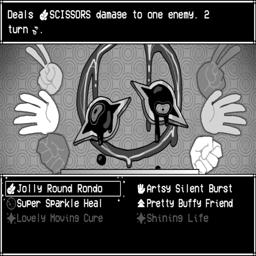 Deals SCISSORS damage to one enemy. 2
turn .
Jolly Round Rondo
Artsy Silent Burst
Super Sparkle Heal
Pretty Buffy Friend
Lovely Moving Cure
Shining Life